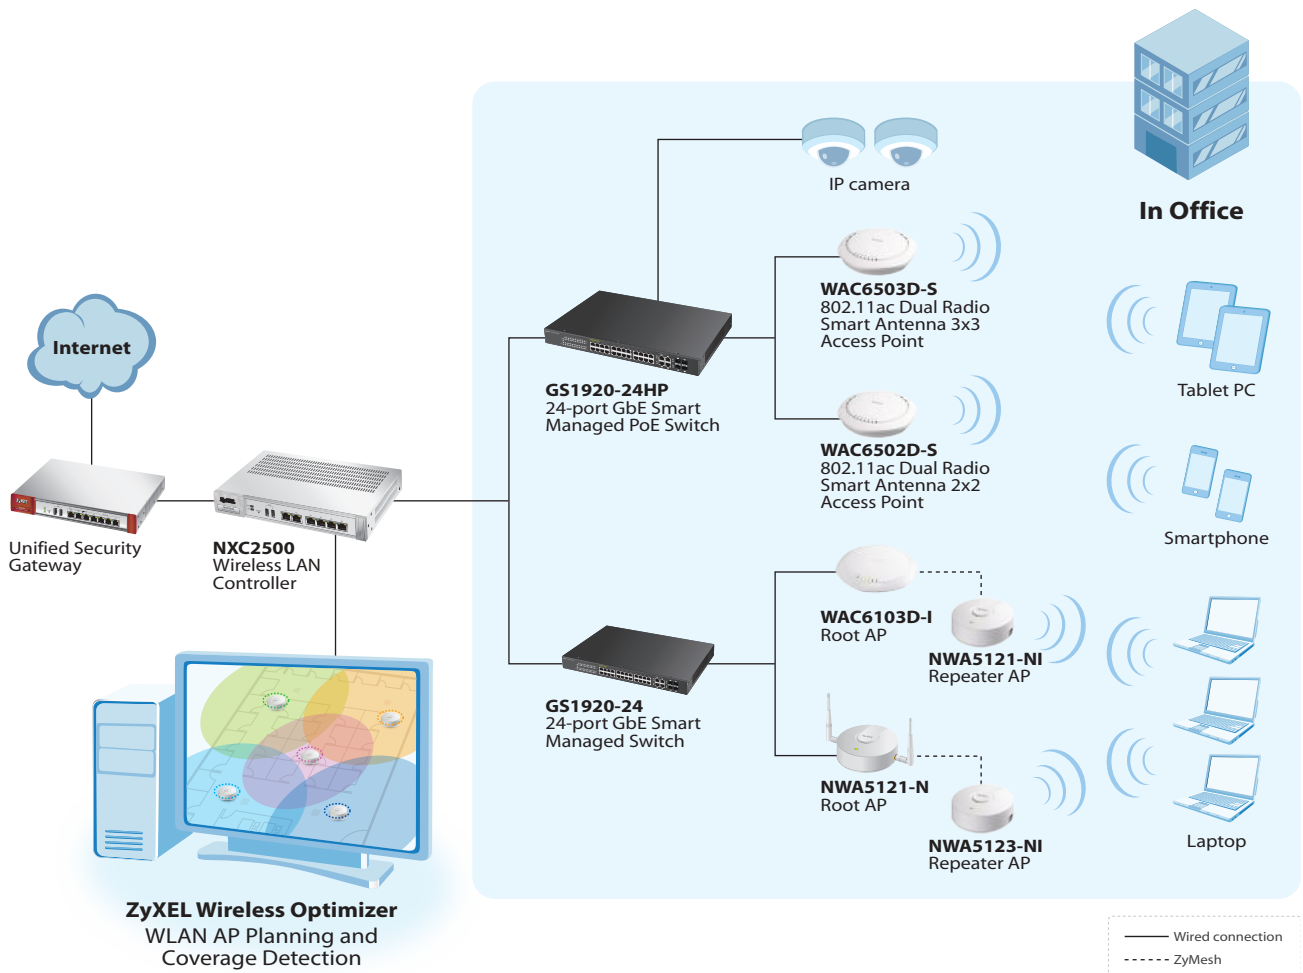 In Office
IP camera
WAC6503D-S
802.11ac Dual Radio
Smart Antenna 3x3
Access Point
Internet
Tablet PC
GS1920-24HP
24-port GbE Smart
Managed PoE Switch
WAC6502D-S
802.11ac Dual Radio
Smart Antenna 2x2
Access Point
Smartphone
Unified Security
Gateway
NXC2500
Wireless LAN
Controller
WAC6103D-I
Root AP
NWA5121-NI
Repeater AP
GS1920-24
24-port GbE Smart
Managed Switch
NWA5121-N
Root AP
NWA5123-NI
Repeater AP
Laptop
ZyXEL Wireless Optimizer
WLAN AP Planning and
Coverage Detection
Wired connection
ZyMesh